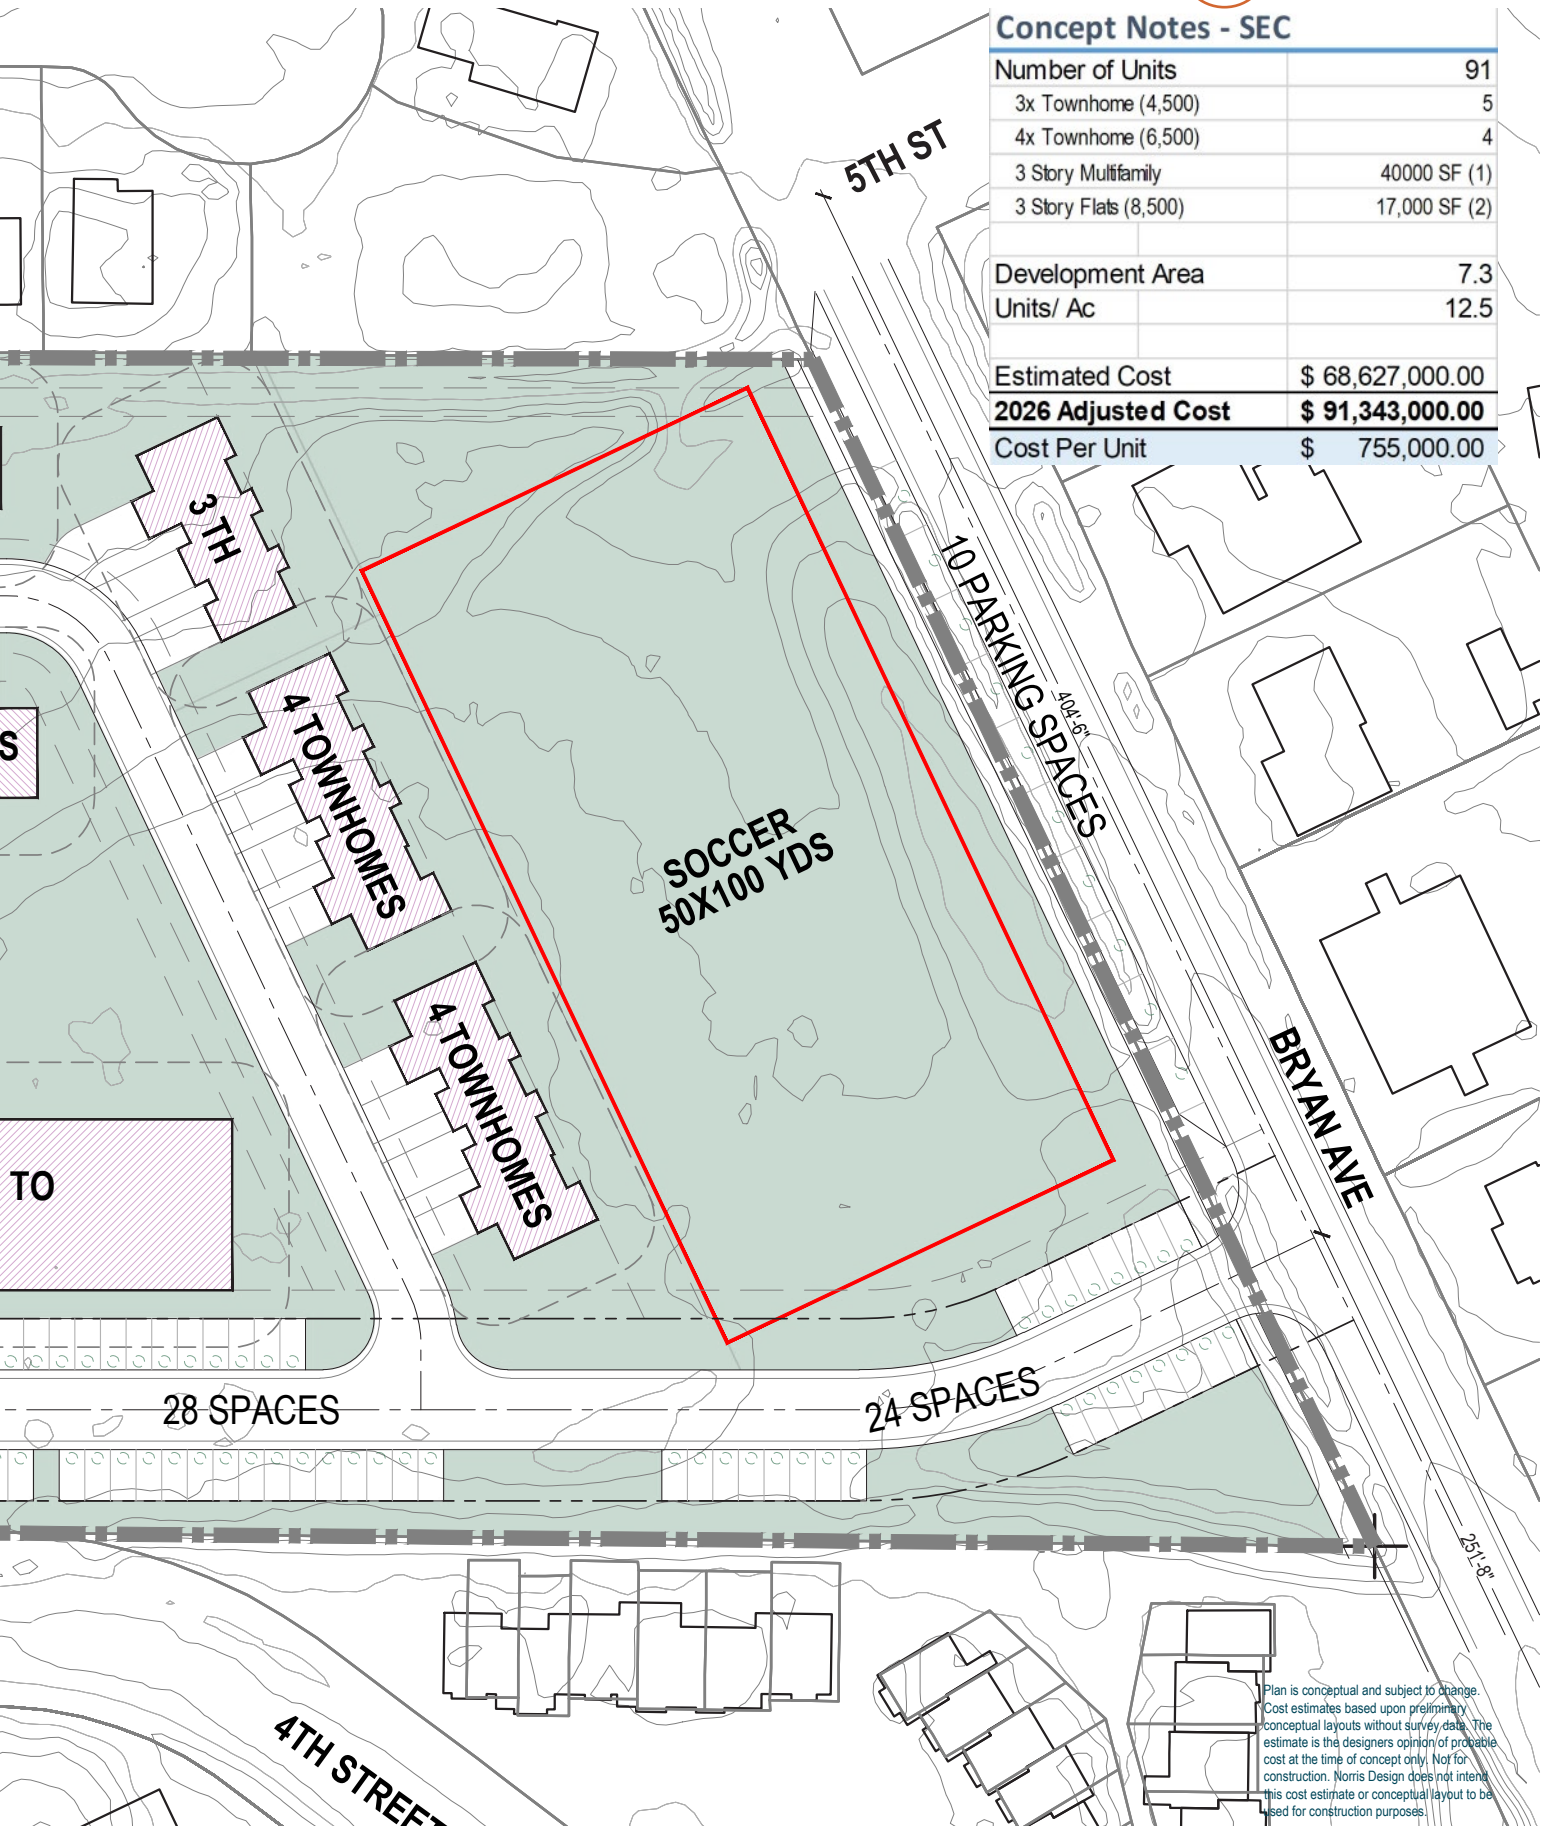 Concept Notes - SEC
Number of Units 91
3x Townhome (4,500) 5
4x Townhome (6,500) 4
3 Story Multifamily 40000 SF (1)
3 Story Flats (8,500) 17,000 SF (2)
Development Area 7.3
Units/ Ac 12.5
Estimated Cost $ 68,627,000.00
2026 Adjusted Cost $ 91,343,000.00
Cost Per Unit $ 755,000.00
5TH ST
3 TH
10 PARKING SPACES
404'-6"
4 TOWNHOMES
S
SOCCER
50X100 YDS
4 TOWNHOMES
BRYAN AVE
TO
28 SPACES
24 SPACES
251'-8"
4TH STREET
Plan is conceptual and subject to change.
Cost estimates based upon preliminary
conceptual layouts without survey data. The
estimate is the designers opinion of probable
cost at the time of concept only. Not for
construction. Norris Design does not intend
this cost estimate or conceptual layout to be
used for construction purposes.